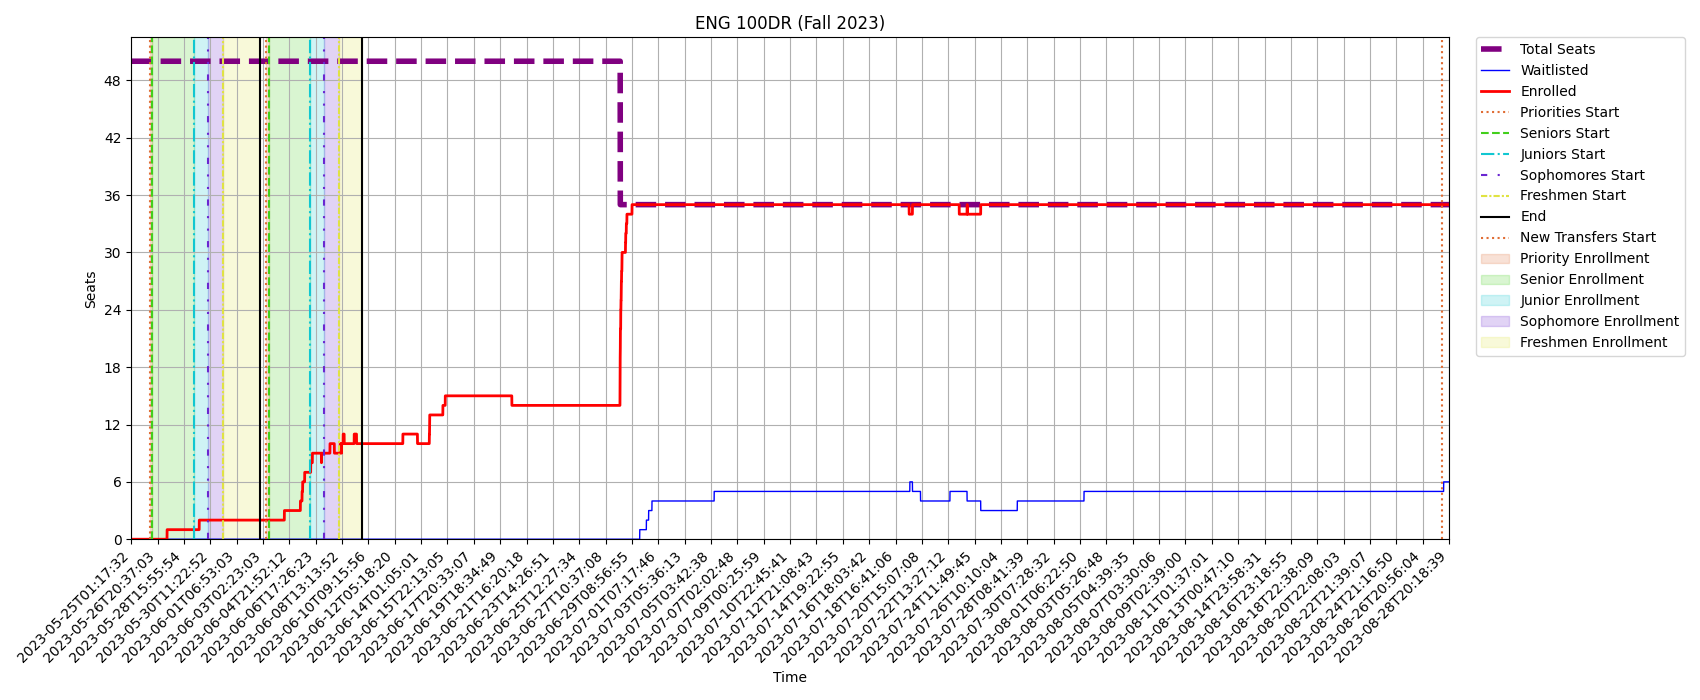 ENG 100DR (Fall 2023)
Total Seats
Waitlisted
Enrolled
Priorities Start
Seniors Start
Juniors Start
Sophomores Start
Freshmen Start
End
New Transfers Start
Priority Enrollment
Senior Enrollment
Junior Enrollment
Sophomore Enrollment
Freshmen Enrollment
Seats
48
42
36
30
24
18
12
6
0
2023-05-25T01:17:32
2023-05-26T20:37:03
2023-05-28T15:55:54
2023-05-30T11:22:52
2023-06-01T06:53:03
2023-06-03T02:23:03
2023-06-04T21:52:12
2023-06-06T17:26:23
2023-06-08T13:13:52
2023-06-10T09:15:56
2023-06-12T05:18:20
2023-06-14T01:05:01
2023-06-15T22:13:05
2023-06-17T20:33:07
2023-06-19T18:34:49
2023-06-21T16:20:18
2023-06-23T14:26:51
2023-06-25T12:27:34
2023-06-27T10:37:08
2023-06-29T08:56:55
2023-07-01T07:17:46
2023-07-03T05:36:13
2023-07-05T03:42:38
2023-07-07T02:02:48
2023-07-09T00:25:59
2023-07-10T22:45:41
2023-07-12T21:08:43
2023-07-14T19:22:55
2023-07-16T18:03:42
2023-07-18T16:41:06
2023-07-20T15:07:08
2023-07-22T13:27:12
2023-07-24T11:49:45
2023-07-26T10:10:04
2023-07-28T08:41:39
2023-07-30T07:28:32
2023-08-01T06:22:50
2023-08-03T05:26:48
2023-08-05T04:39:35
2023-08-07T03:30:06
2023-08-09T02:39:00
2023-08-11T01:37:01
2023-08-13T00:47:10
2023-08-14T23:58:31
2023-08-16T23:18:55
2023-08-18T22:38:09
2023-08-20T22:08:03
2023-08-22T21:39:07
2023-08-24T21:16:50
2023-08-26T20:56:04
2023-08-28T20:18:39
Time